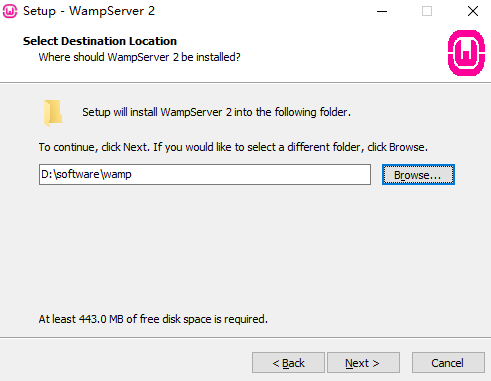 Setup - WampServer 2
Select Destination Location
Where should WampServer 2 be installed?
Setup will install WampServer 2 into the following folder.
To continue, click Next. If you would like to select a different folder, click Browse.
D:\software\wamp
Browse...
At least 443.0 MB of free disk space is required.
< Back
Next >
Cancel